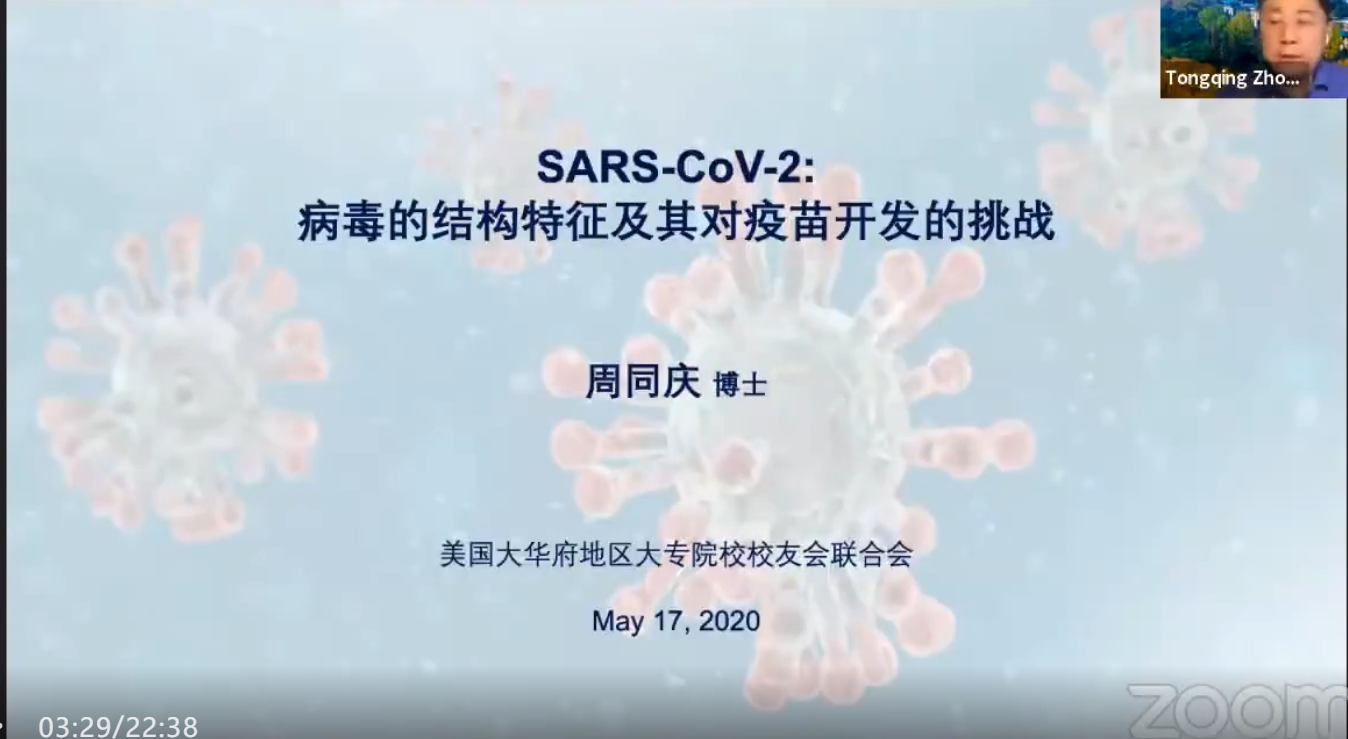 Tongqing Zho...
SARS-CoV-2:
病毒的结构特征及其对疫苗开发的挑战
周同庆 博士
美国大华府地区大专院校校友会联合会
May 17, 2020
03:29/22:38
zoom